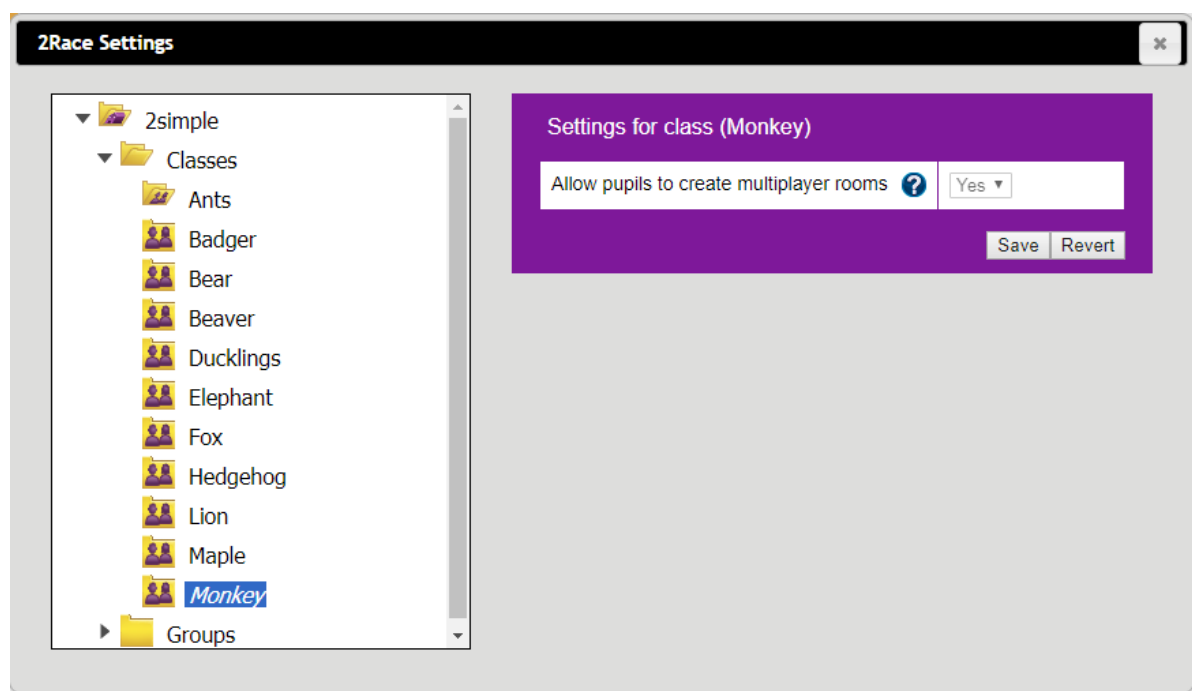 2Race Settings
2simple
Classes
Ants
Badger
Bear
Beaver
Ducklings
Elephant
Fox
Hedgehog
Lion
Maple
Monkey
Groups
Settings for class (Monkey)
Allow pupils to create multiplayer rooms ? Yes
Save Revert